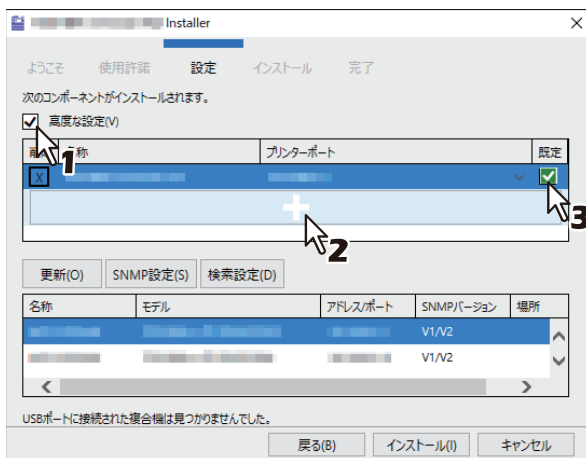 Installer
ようこそ 使用許諾 設定 インストール 完了
次のコンポーネントがインストールされます。
高度な設定(V)
1
称 プリンターポート 既定
X
2
3
更新(O) SNMP設定(S) 検索設定(D)
名称 モデル アドレス/ポート SNMPバージョン 場所
V1/V2
V1/V2
USBポートに接続された複合機は見つかりませんでした。
戻る(B) インストール(I) キャンセル